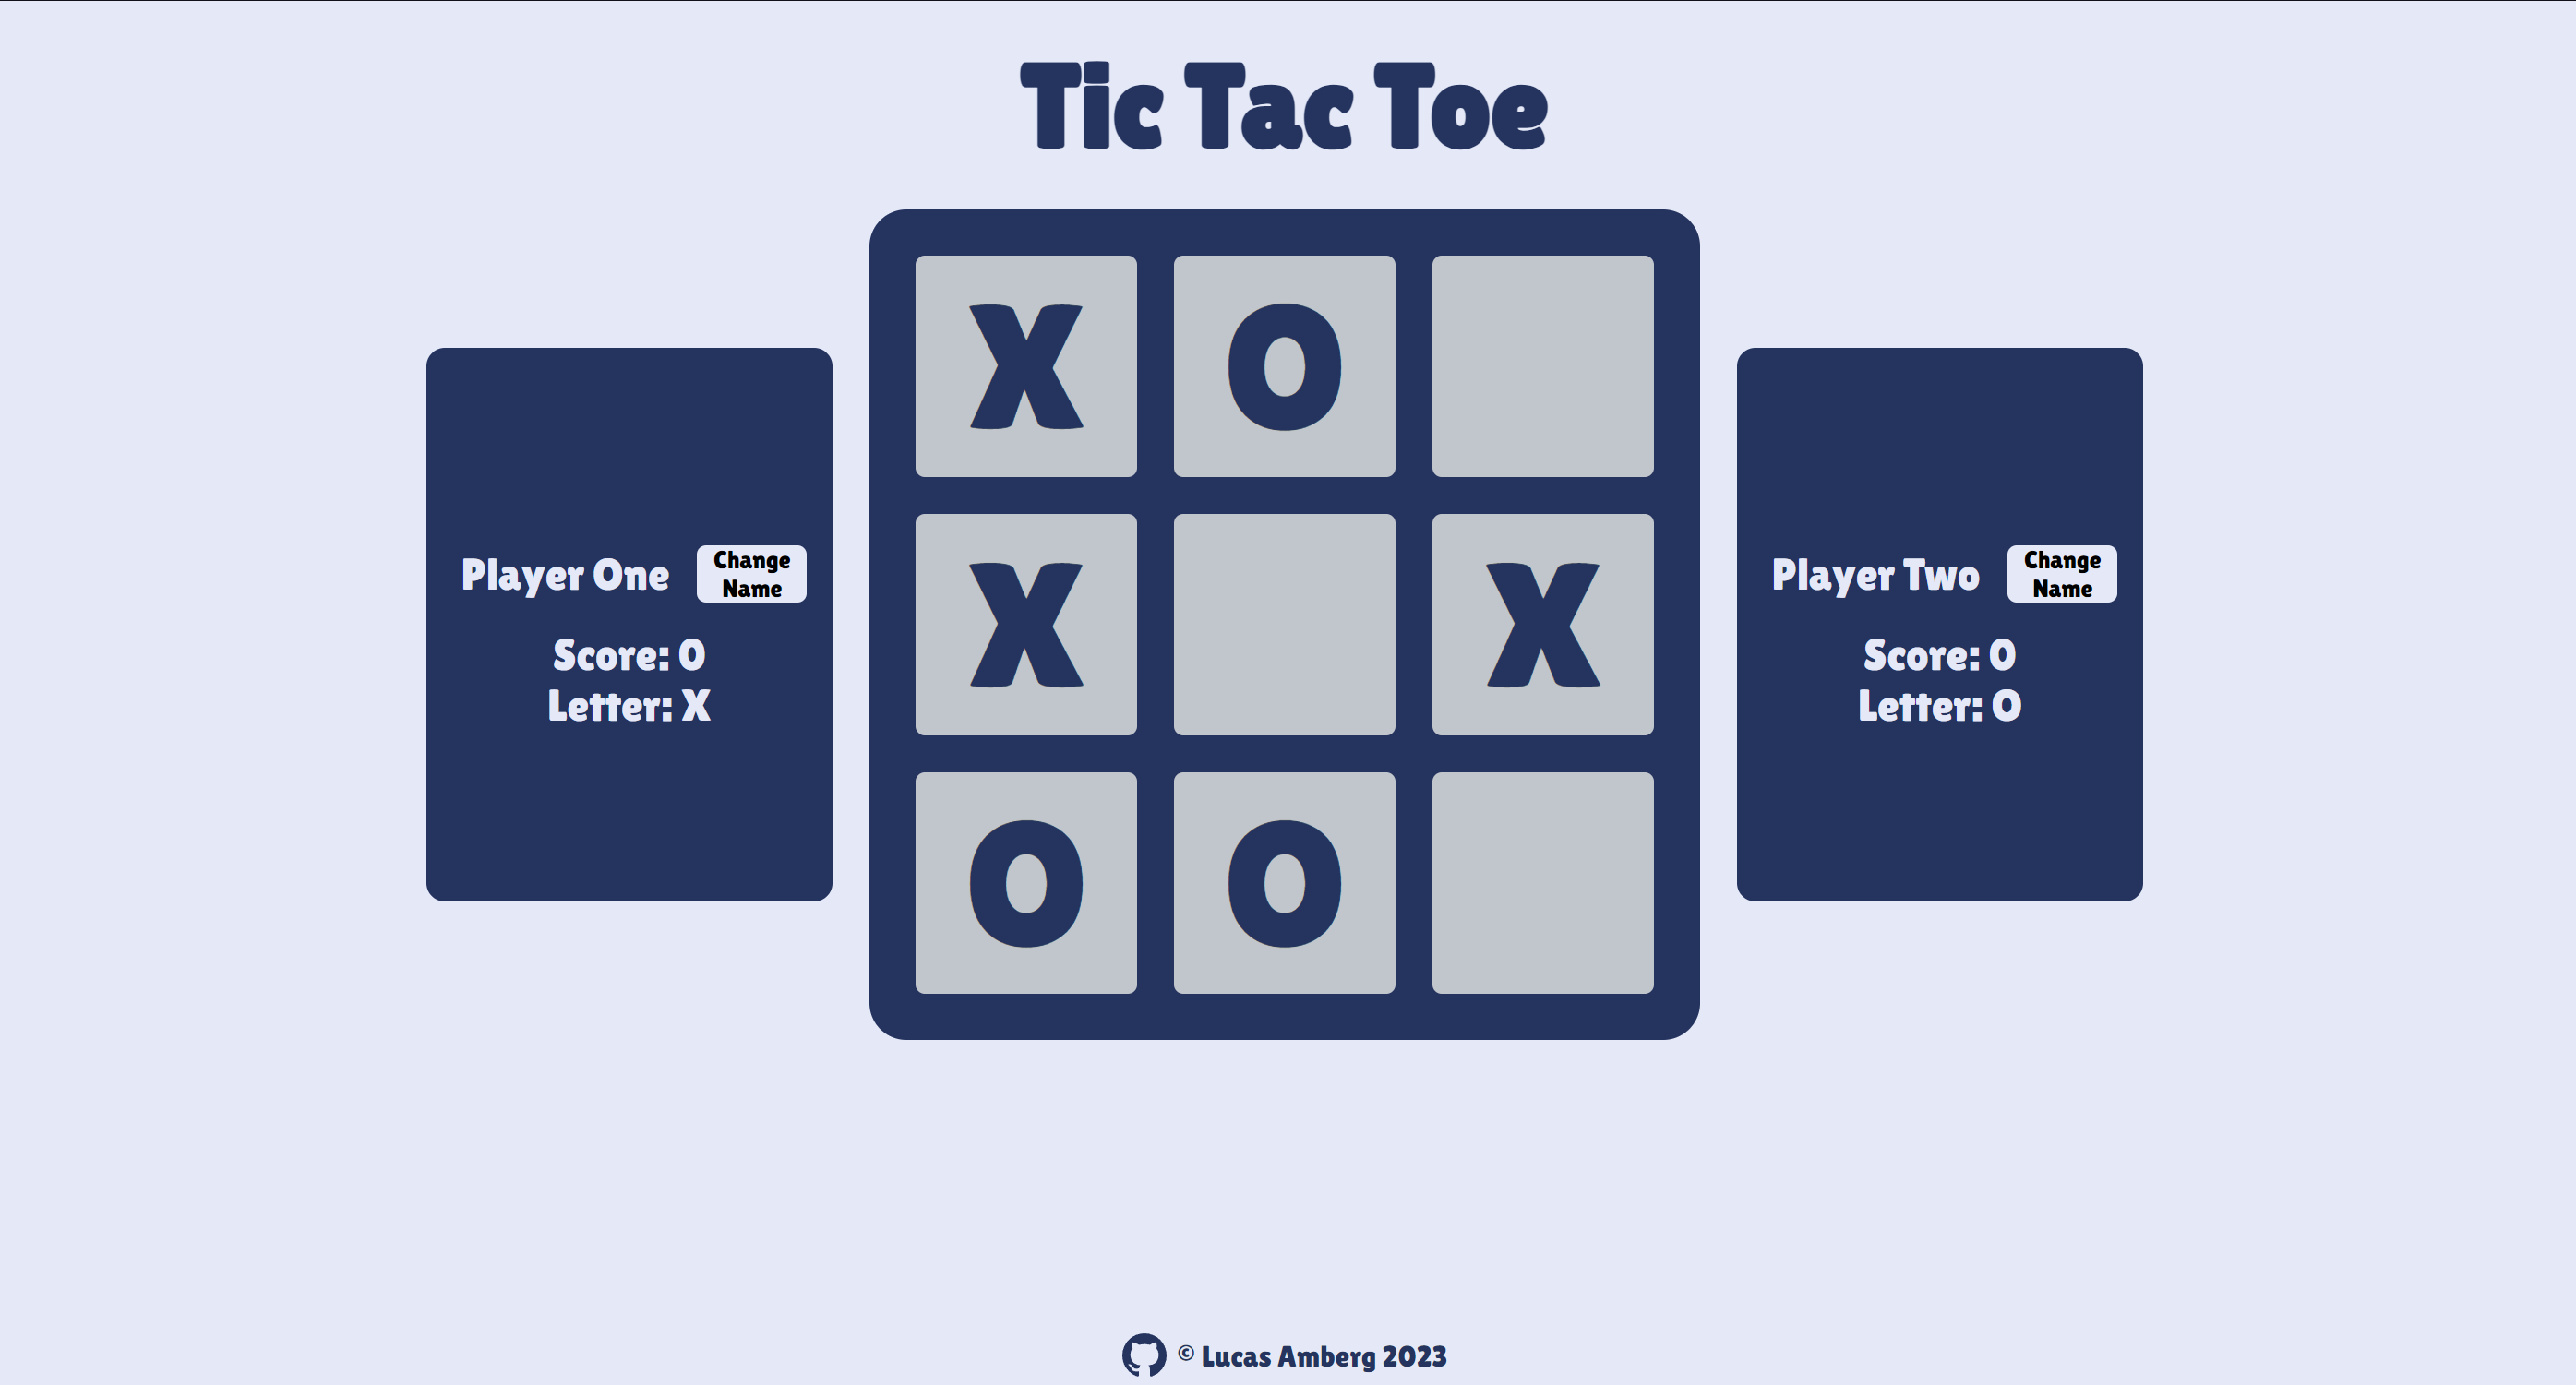 Tic Tac Toe
X O
Player One
Change
Name
Score: 0
Letter: X
X X
Player Two
Change
Name
Score: 0
Letter: O
O O
© Lucas Amberg 2023